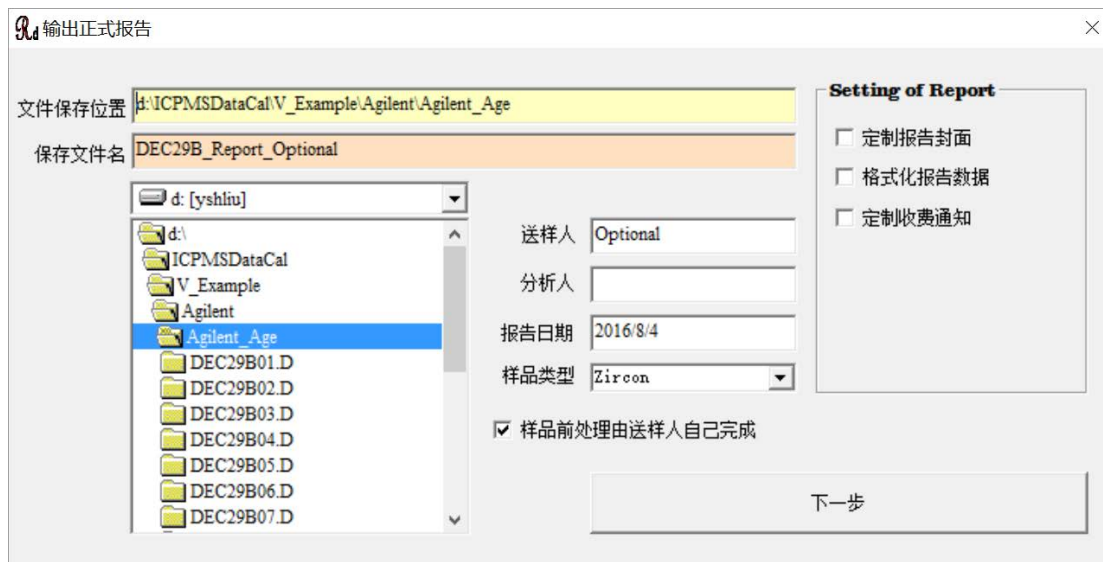 Rd 输出正式报告
文件保存位置 d:\ICPMSDataCal\V_Example\Agilent\Agilent_Age
保存文件名 DEC29B_Report_Optional
d: [yshliu]
d:\
ICPMSDataCal
V_Example
Agilent
Agilent_Age
DEC29B01.D
DEC29B02.D
DEC29B03.D
DEC29B04.D
DEC29B05.D
DEC29B06.D
DEC29B07.D
送样人 Optional
分析人
报告日期 2016/8/4
样品类型 Zircon
样品前处理由送样人自己完成
下一步
Setting of Report
定制报告封面
格式化报告数据
定制收费通知